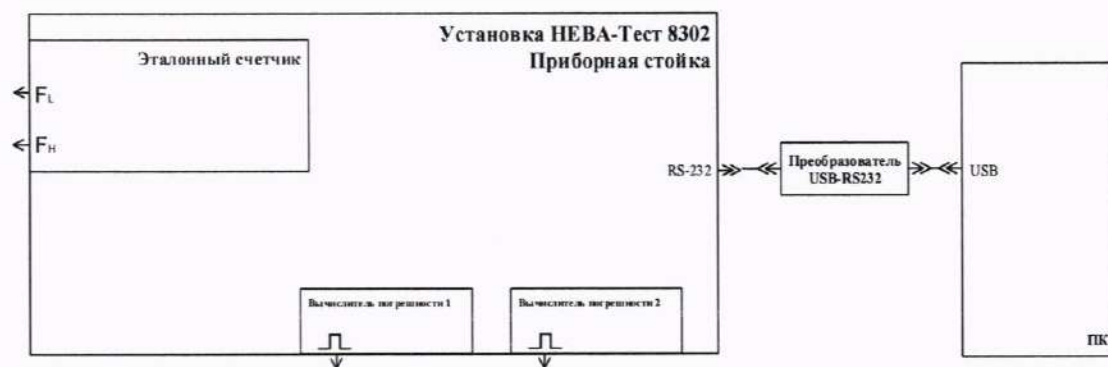 Установка НЕВА-Тест 8302
Приборная стойка
Эталонный счетчик
FL
FH
RS-232
Преобразователь
USB-RS232
USB
Вычислитель погрешности 1
Вычислитель погрешности 2
ПК